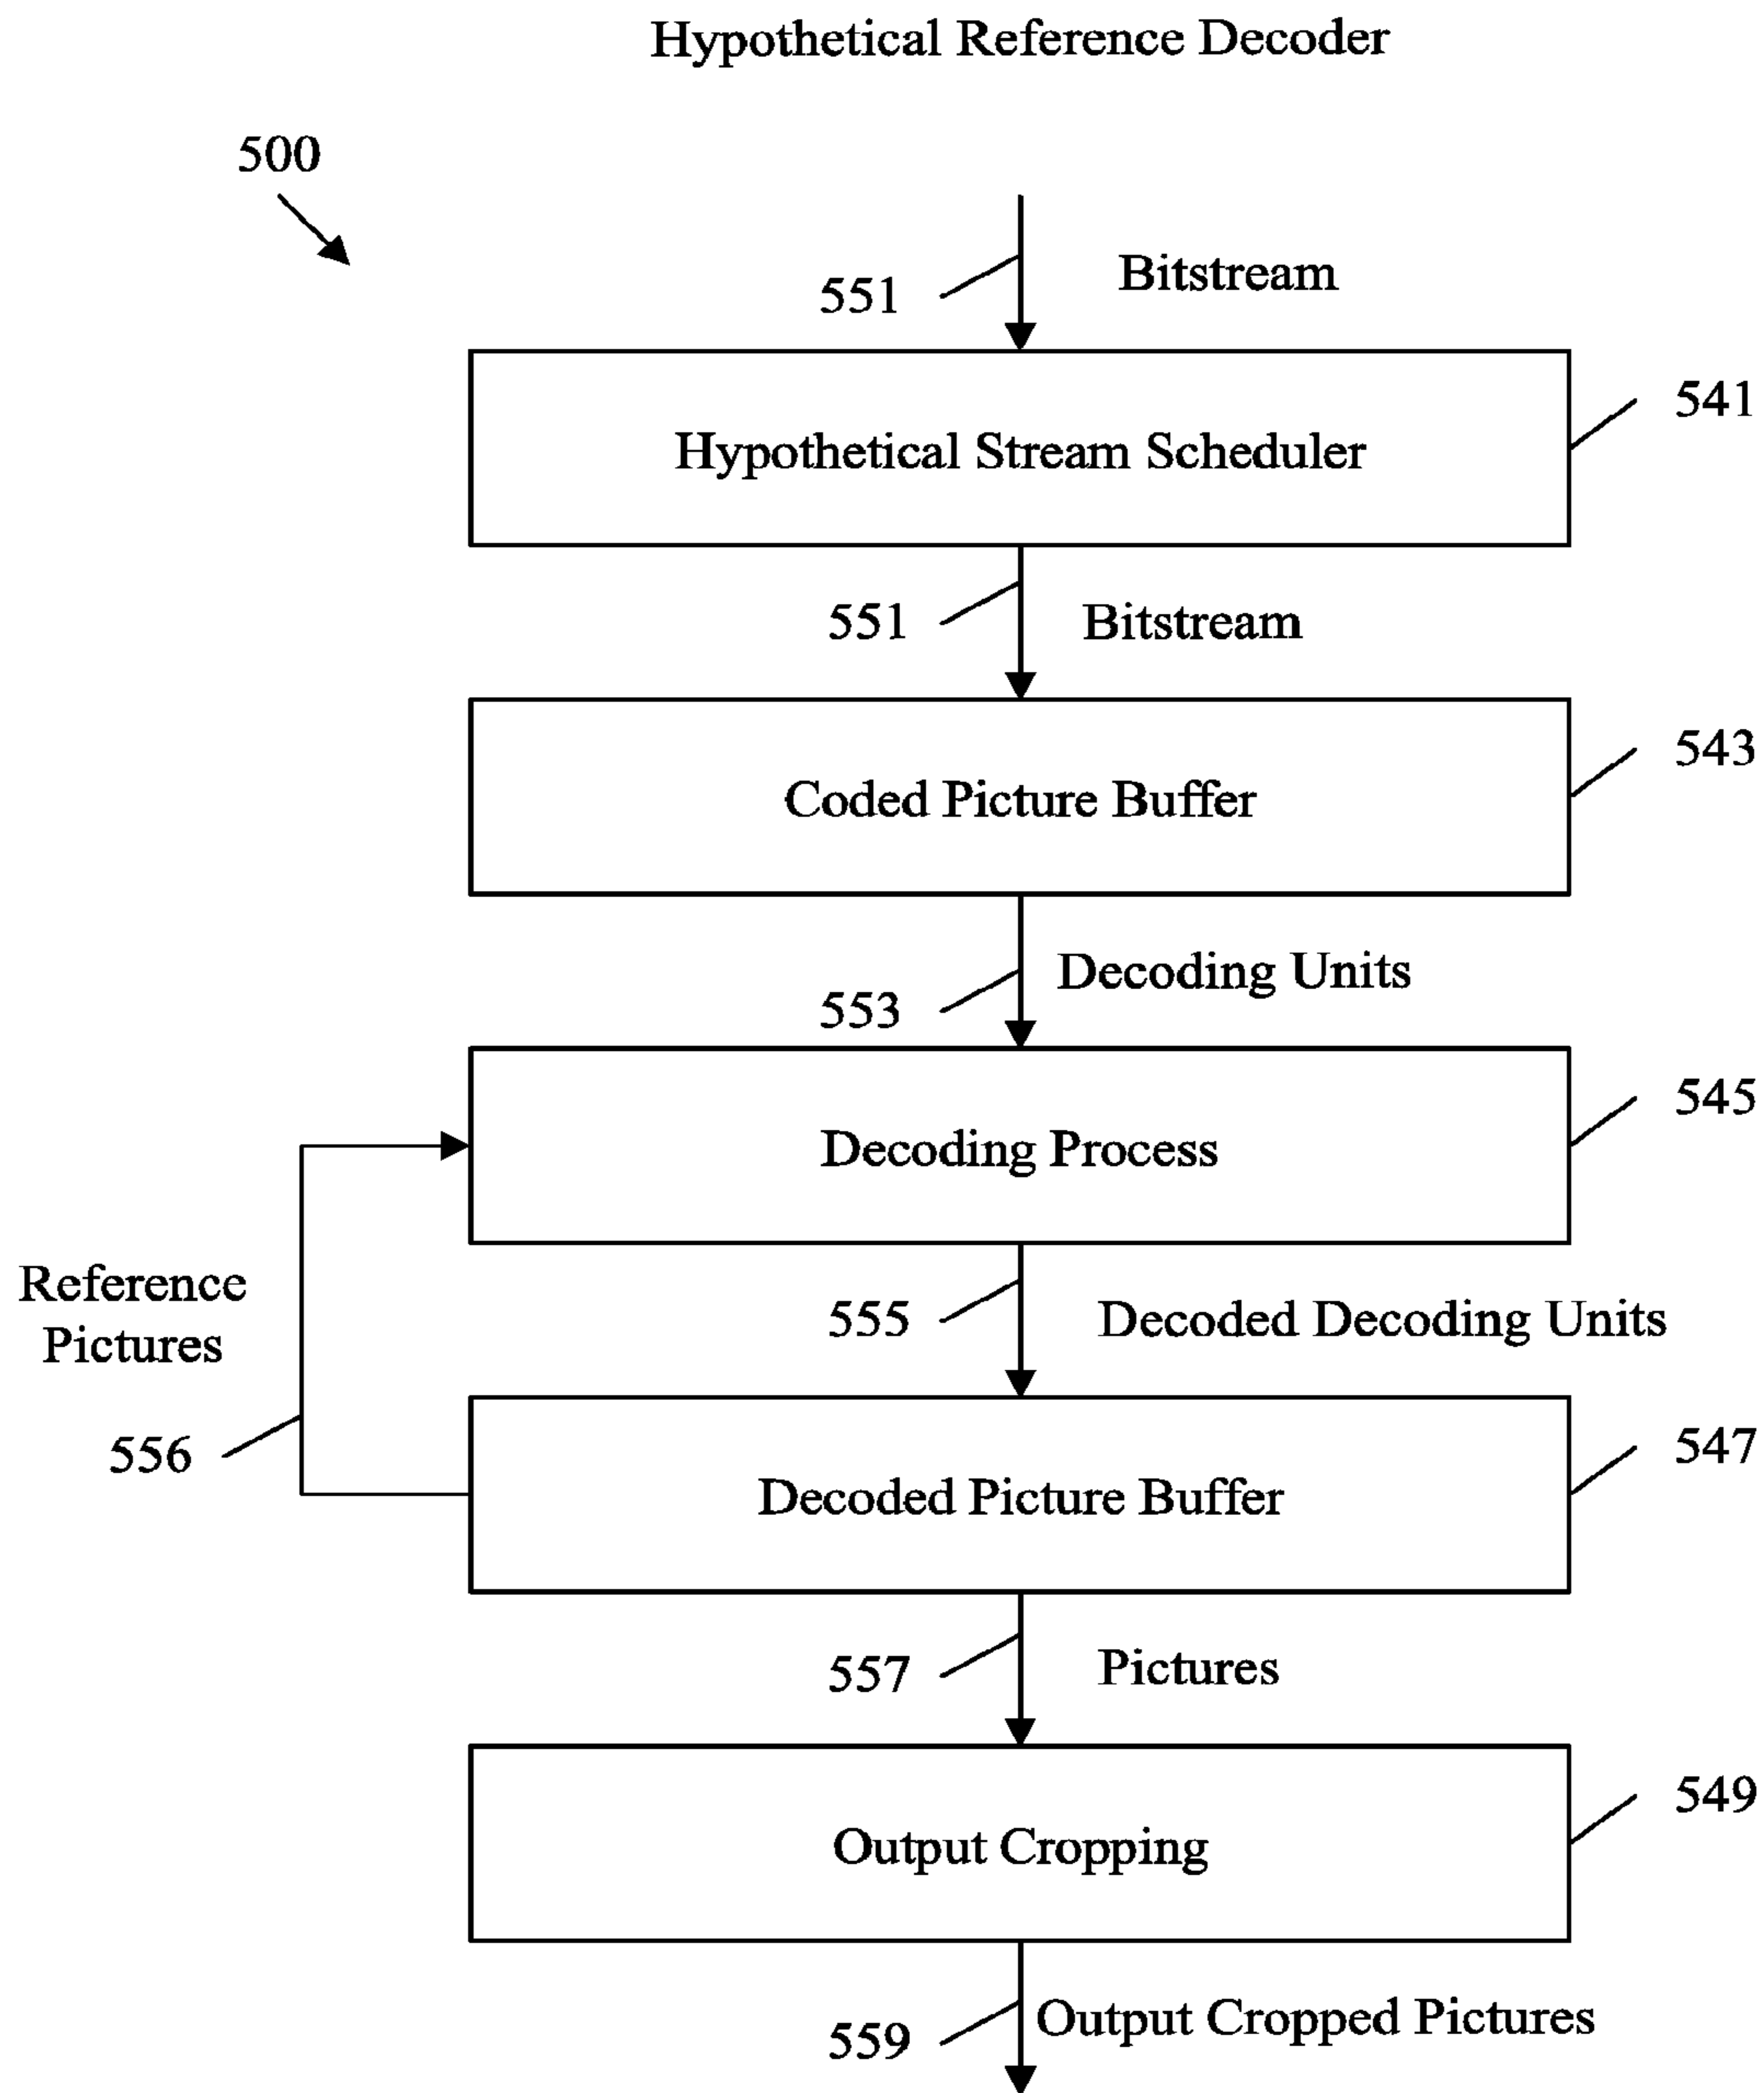 Hypothetical Reference Decoder
500
551
Bitstream
541
Hypothetical Stream Scheduler
551
Bitstream
543
Coded Picture Buffer
553
Decoding Units
545
Decoding Process
Reference
Pictures
555
Decoded Decoding Units
556
547
Decoded Picture Buffer
557
Pictures
549
Output Cropping
559
Output Cropped Pictures